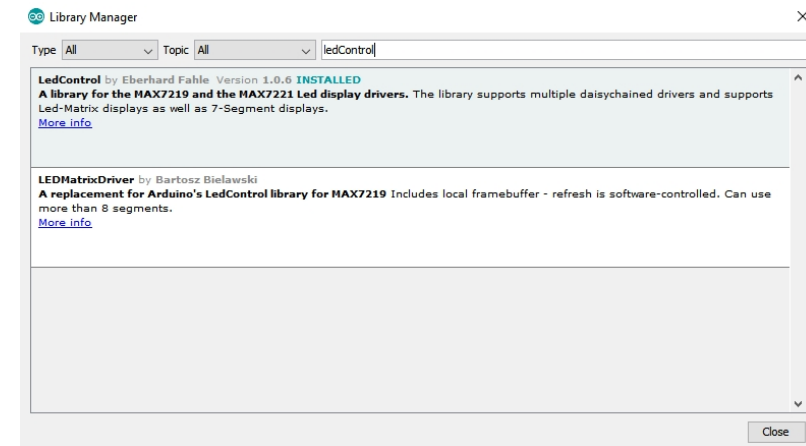 Library Manager
Type All Topic All ledControl
LedControl by Eberhard Fahle Version 1.0.6 INSTALLED
A library for the MAX7219 and the MAX7221 Led display drivers. The library supports multiple daisychained drivers and supports
Led-Matrix displays as well as 7-Segment displays.
More info
LEDMatrixDriver by Bartosz Bielawski
A replacement for Arduino's LedControl library for MAX7219 Includes local framebuffer - refresh is software-controlled. Can use
more than 8 segments.
More info
Close